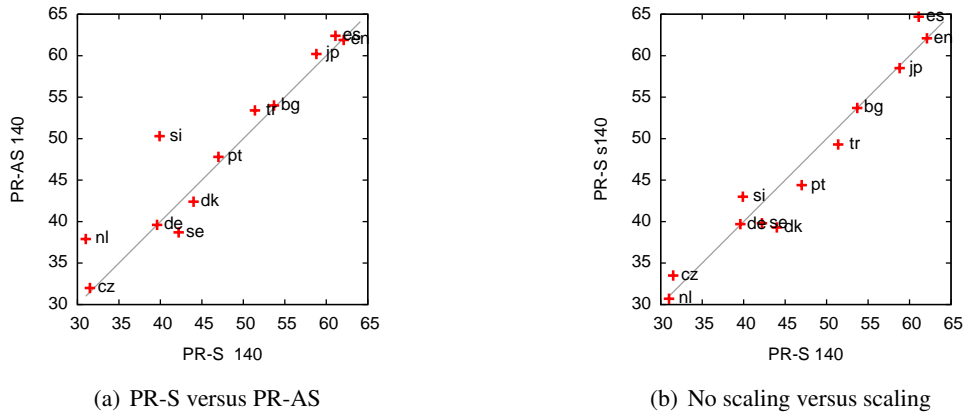 65
60
55
50
45
40
35
30
30 35 40 45 50 55 60 65
PR-AS 140
PR-S 140
es
en
jp
bg
tr
si
pt
dk
de
se
nl
cz
(a) PR-S versus PR-AS
65
60
55
50
45
40
35
30
30 35 40 45 50 55 60 65
PR-S s140
PR-S 140
es
en
jp
bg
tr
pt
si
de
se
dk
cz
nl
(b) No scaling versus scaling